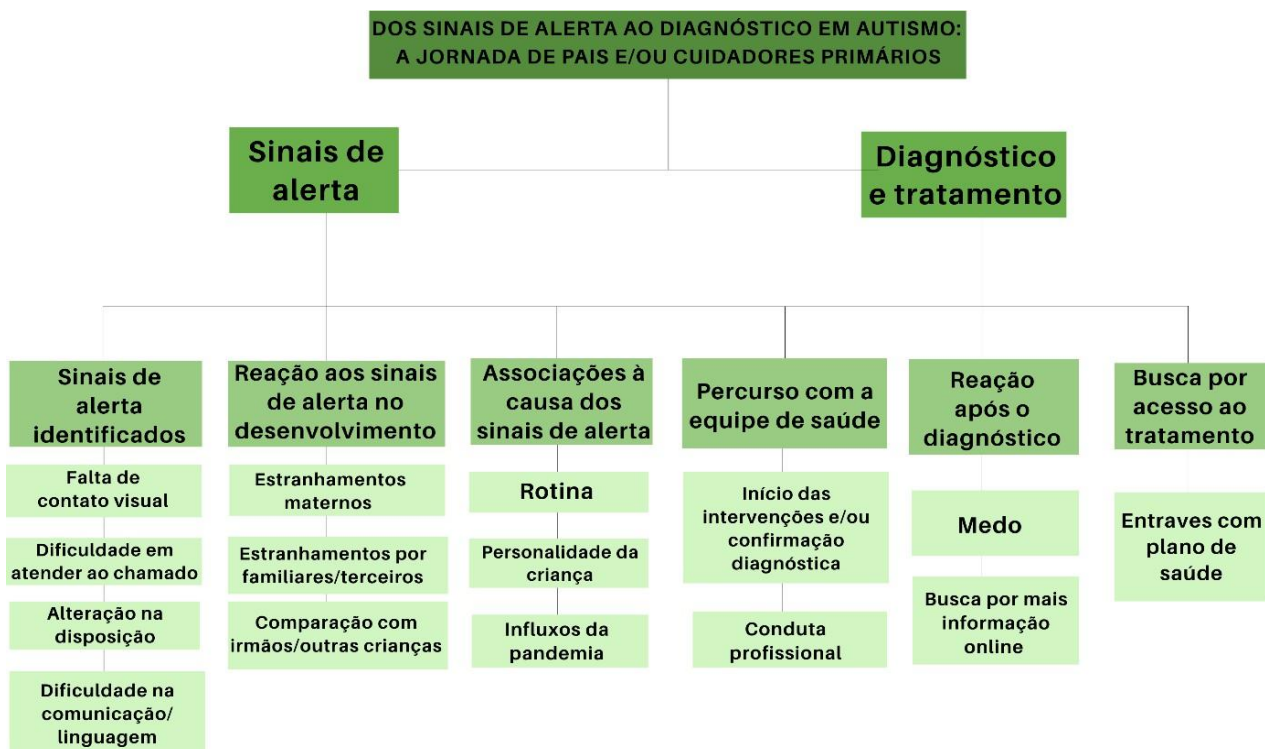 DOS SINAIS DE ALERTA AO DIAGNÓSTICO EM AUTISMO:
A JORNADA DE PAIS E/OU CUIDADORES PRIMÁRIOS
Sinais de
alerta
Diagnóstico
e tratamento
Sinais de
alerta
identificados
Falta de
contato visual
Dificuldade em
atender ao chamado
Alteração na
disposição
Dificuldade na
comunicação/
linguagem
Reação aos sinais
de alerta no
desenvolvimento
Estranhamentos
maternos
Estranhamentos por
familiares/terceiros
Comparação com
irmãos/outras crianças
Associações à
causa dos
sinais de alerta
Rotina
Personalidade da
criança
Influxos da
pandemia
Percurso com a
equipe de saúde
Início das
intervenções e/ou
confirmação
diagnóstica
Conduta
profissional
Reação
após o
diagnóstico
Medo
Busca por mais
informação
online
Busca por
acesso ao
tratamento
Entraves com
plano de
saúde